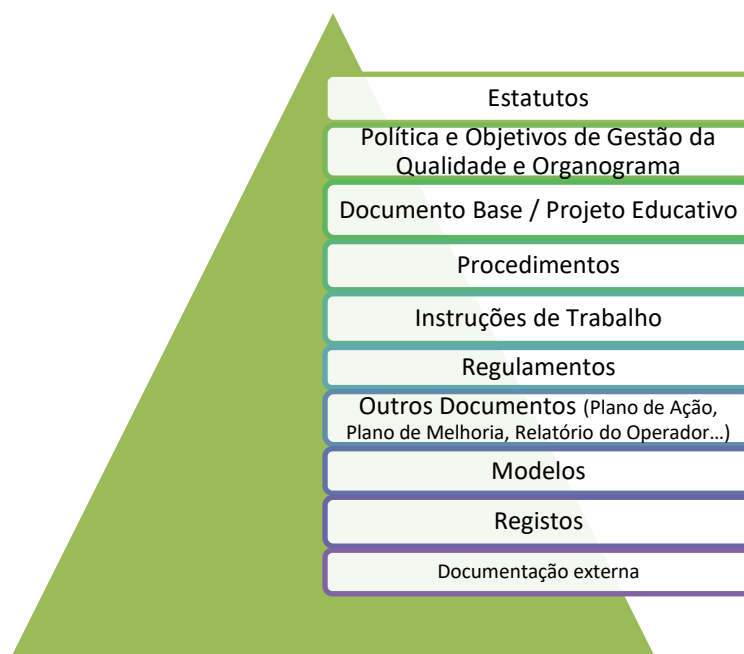 Estatutos
Política e Objetivos de Gestão da
Qualidade e Organograma
Documento Base / Projeto Educativo
Procedimentos
Instruções de Trabalho
Regulamentos
Outros Documentos (Plano de Ação,
Plano de Melhoria, Relatório do Operador...)
Modelos
Registos
Documentação externa